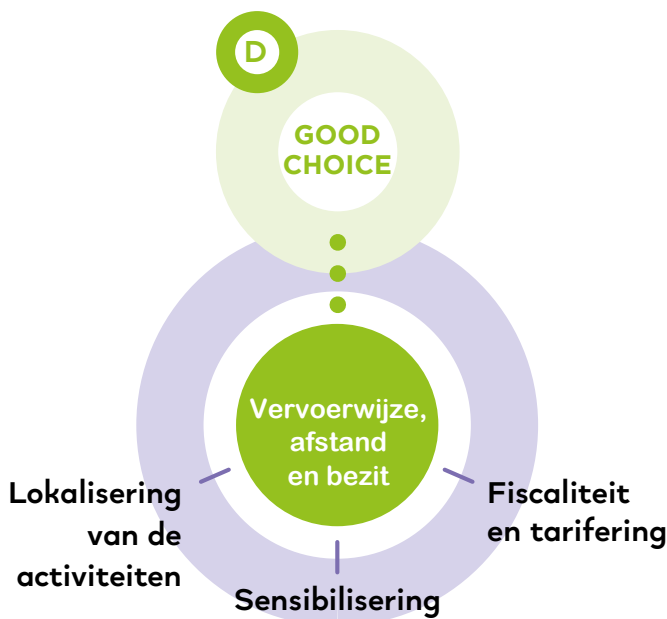 D
GOOD
CHOICE
Vervoerwijze,
afstand
en bezit
Lokalisering
van de
activiteiten
Fiscaliteit
en tarifering
Sensibilisering